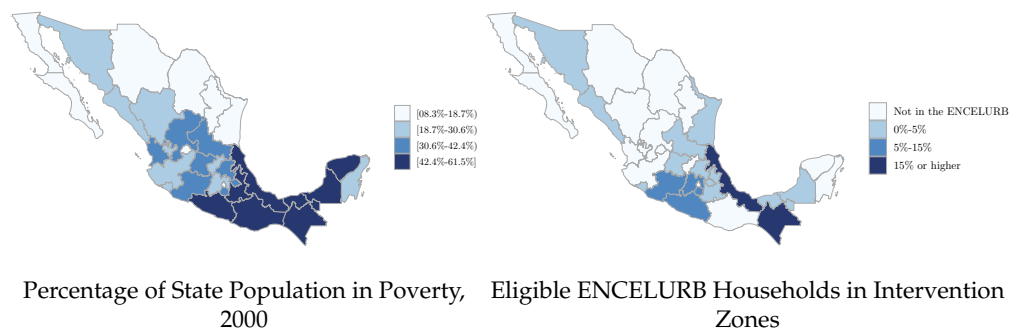 [08.3%-18.7%)
[18.7%-30.6%)
[30.6%-42.4%)
[42.4%-61.5%]
Not in the ENCELURB
0%-5%
5%-15%
15% or higher
Percentage of State Population in Poverty,
2000
Eligible ENCELURB Households in Intervention
Zones